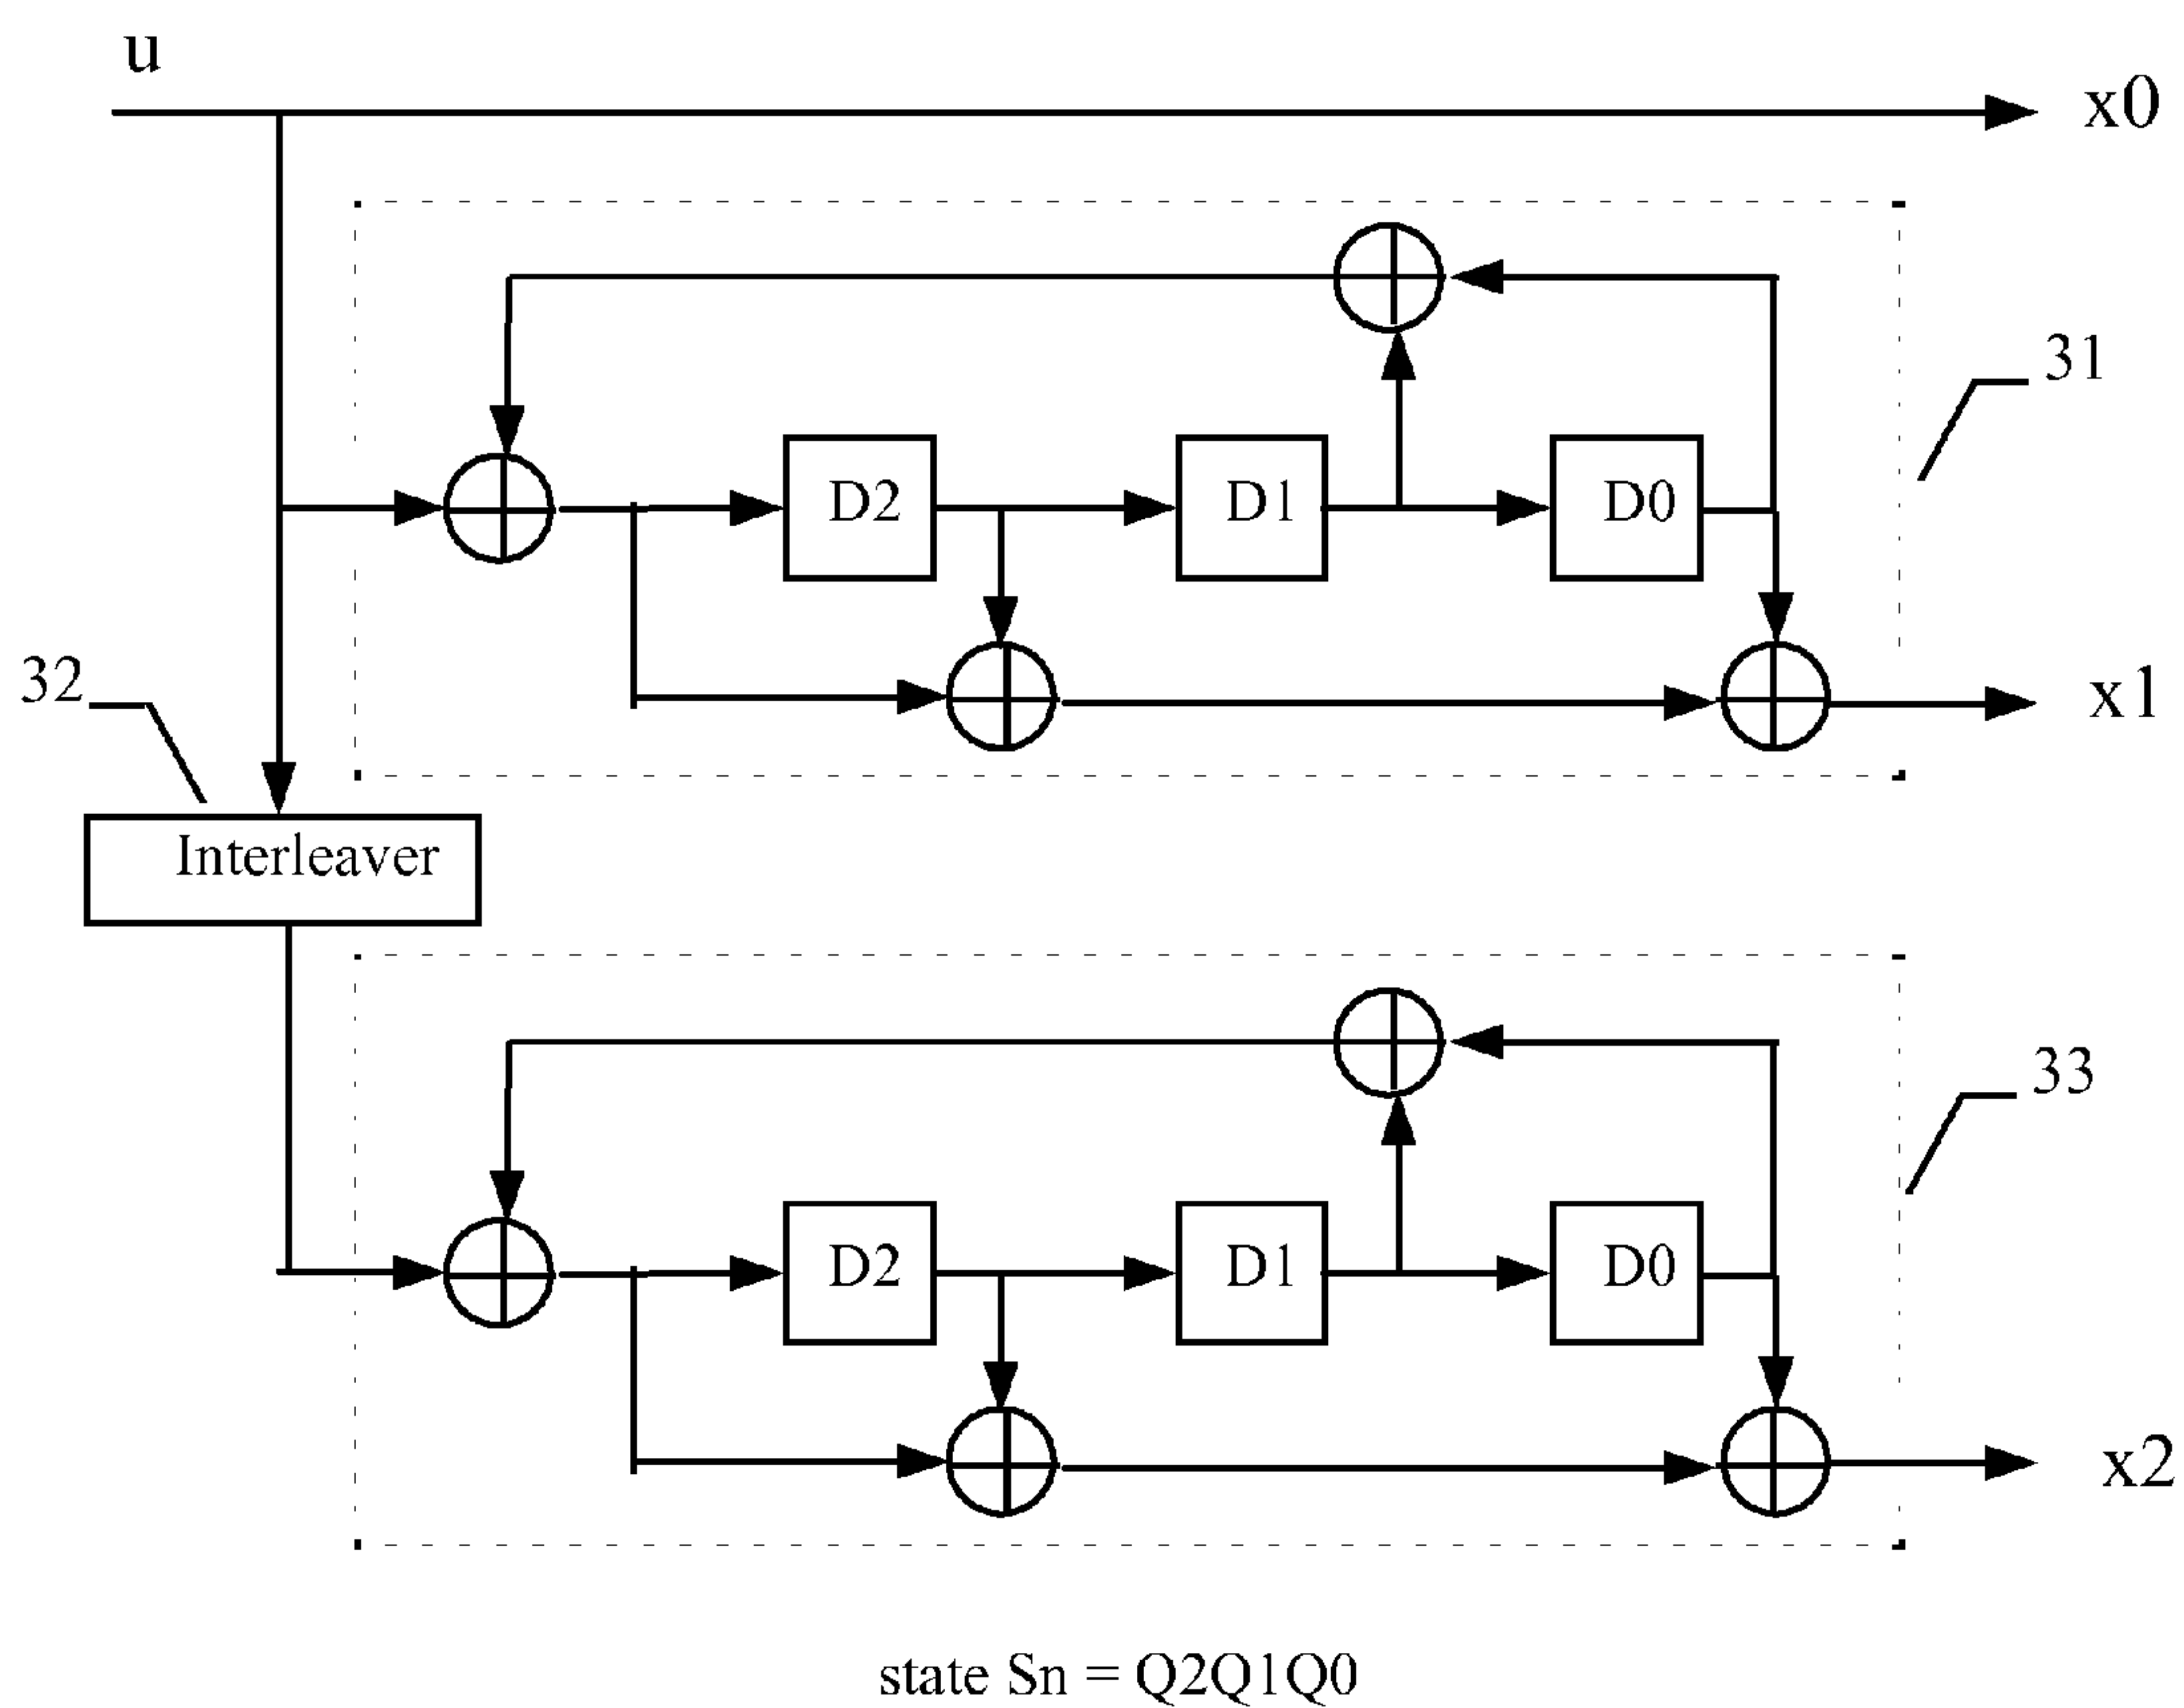 u
x0
31
D2 D1 D0
32
x1
Interleaver
33
D2 D1 D0
x2
state Sn = Q2Q1Q0